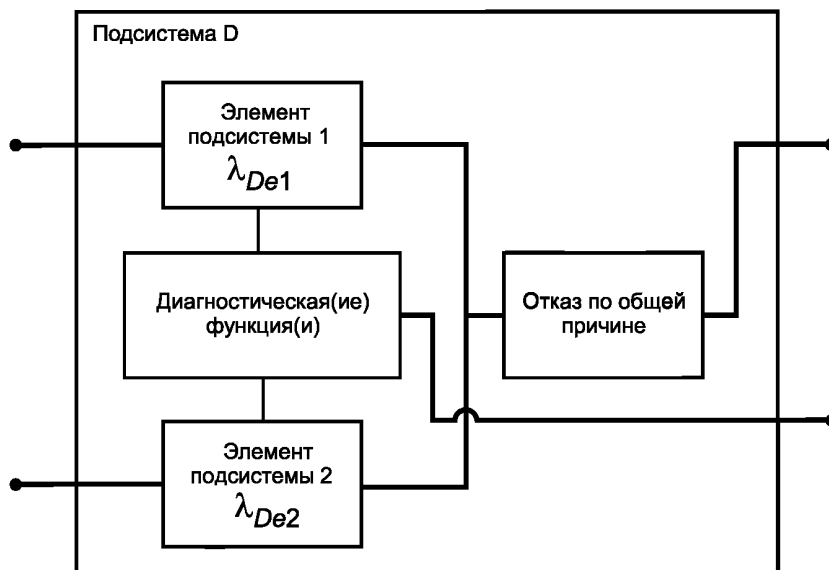 Подсистема D
Элемент
подсистемы 1
λDe1
Диагностическая(ие)
функция(и)
Отказ по общей
причине
Элемент
подсистемы 2
λDe2